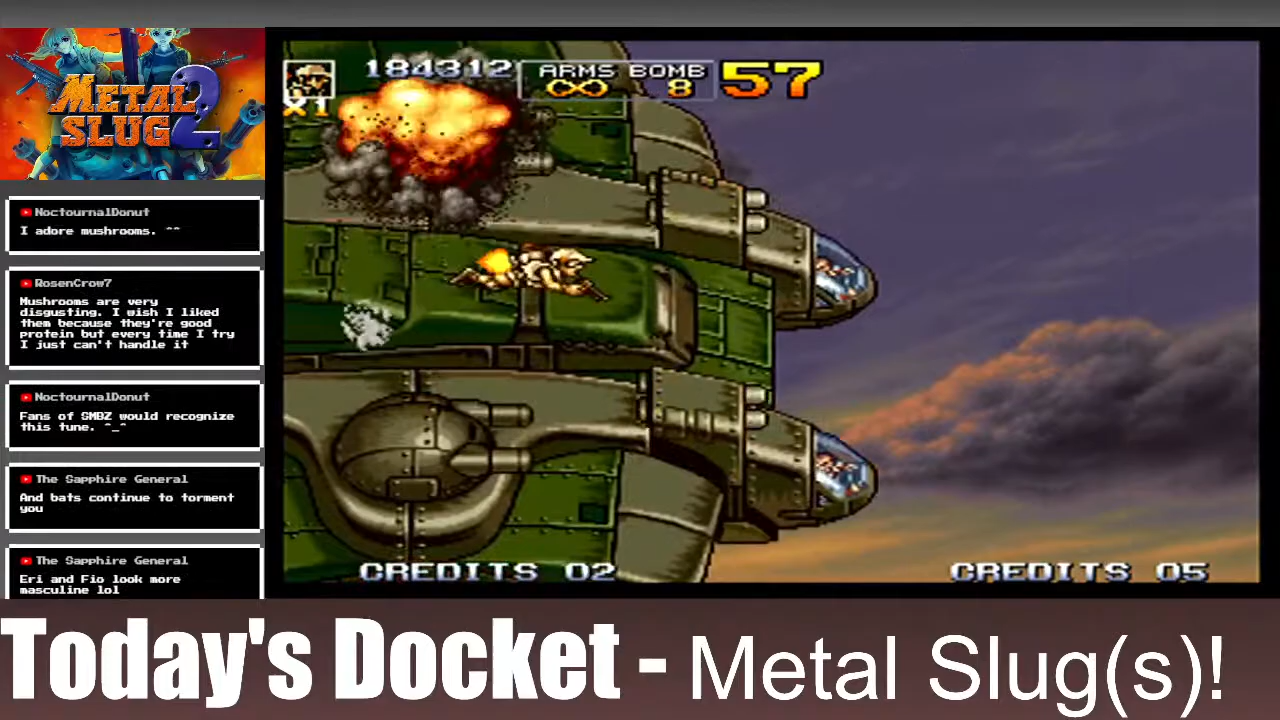 METAL
SLUG 2
NoctournalDonut
I adore mushrooms. ^^
RosenCrow7
Mushrooms are very
disgusting. I wish I liked
them because they're good
protein but every time I try
I just can't handle it
NoctournalDonut
Fans of SMBZ would recognize
this tune. ^_^
The Sapphire General
And bats continue to torment
you
The Sapphire General
Eri and Fio look more
masculine lol
184312
ARMS BOMB
∞ 8
57
×1
CREDITS 02
CREDITS 05
Today's Docket - Metal Slug(s)!